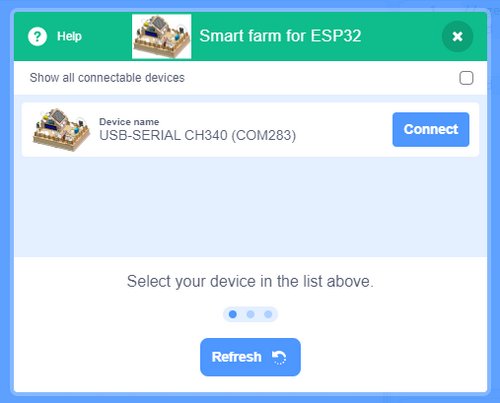 Help
Smart farm for ESP32
Show all connectable devices
Device name
USB-SERIAL CH340 (COM283)
Connect
Select your device in the list above.
Refresh